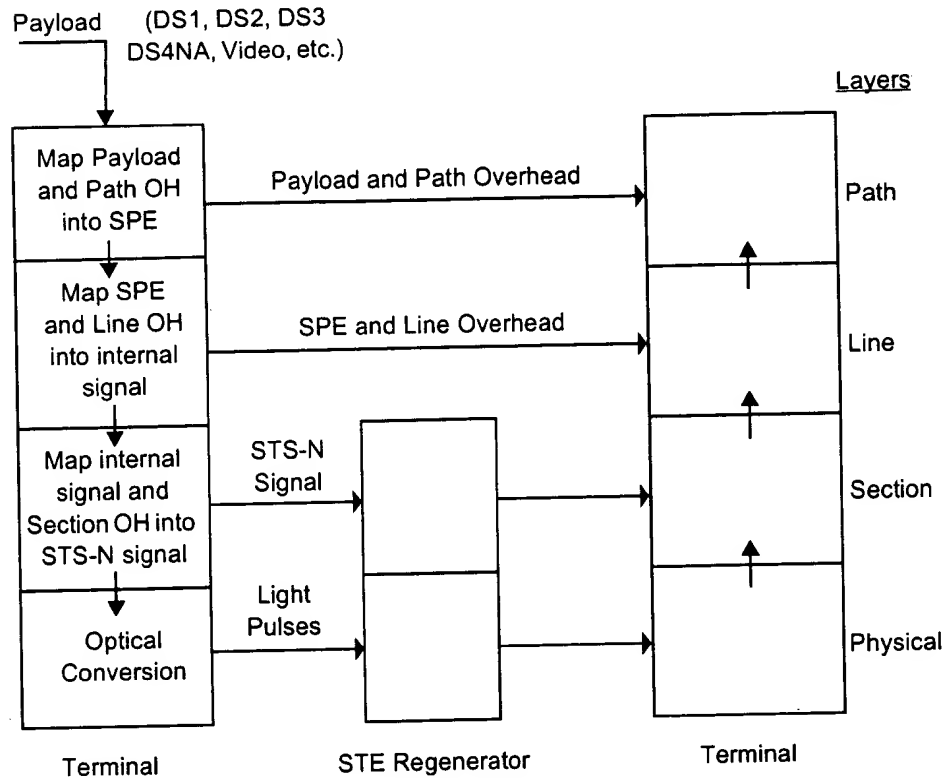 Payload (DS1, DS2, DS3
DS4NA, Video, etc.)
Layers
Map Payload
and Path OH
into SPE
Payload and Path Overhead
Path
Map SPE
and Line OH
into internal
signal
SPE and Line Overhead
Line
Map internal
signal and
Section OH into
STS-N signal
STS-N
Signal
Section
Optical
Conversion
Light
Pulses
Physical
Terminal
STE Regenerator
Terminal